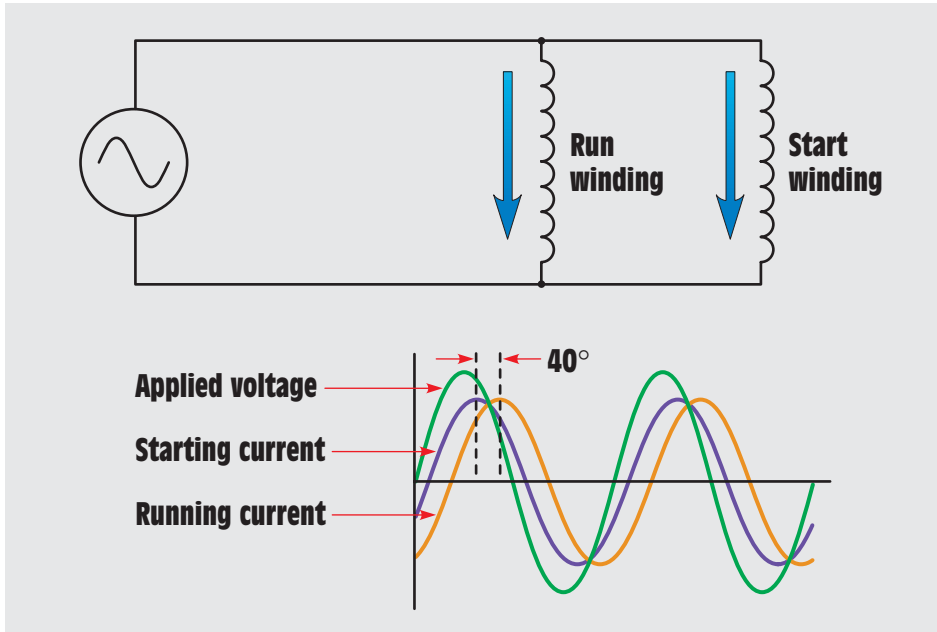 Run
winding
Start
winding
40°
Applied voltage
Starting current
Running current